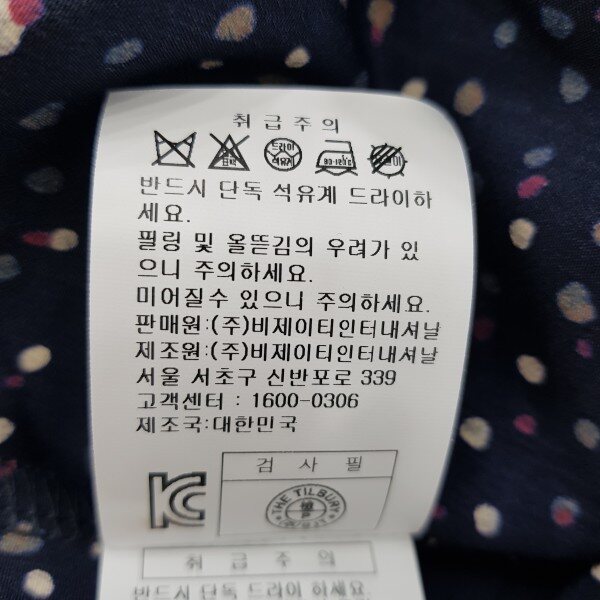 취급주의
드라이
석유계
반드시 단독 석유계 드라이하
세요.
필링 및 올뜯김의 우려가 있
으니 주의하세요.
미어질수 있으니 주의하세요.
판매원:(주)비제이티인터내셔날
제조원:(주)비제이티인터내셔날
서울 서초구 신반포로 339
고객센터 : 1600-0306
제조국:대한민국
검 사 필
THE TILBURY
취 급 주 의
반드시 단독 드라이 하세요.